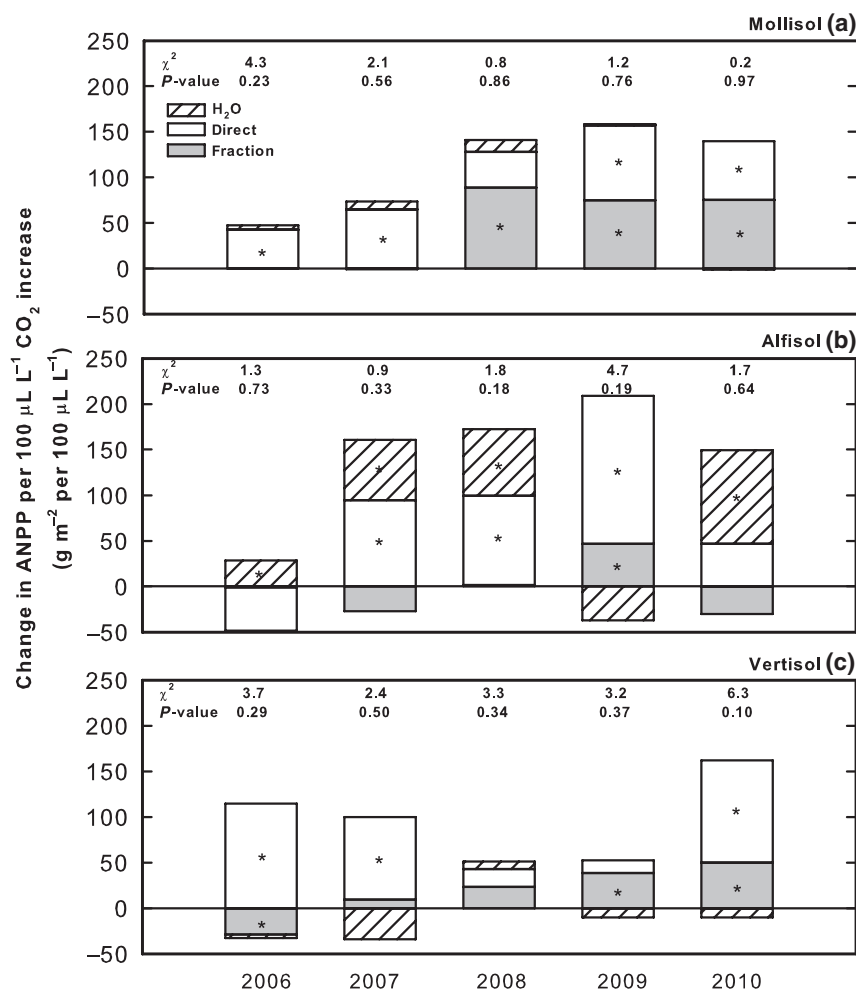 Mollisol (a)
250
200
150
100
50
0
–50
χ² 4.3 2.1 0.8 1.2 0.2
P-value 0.23 0.56 0.86 0.76 0.97
H₂O
Direct
Fraction
* * * * * * *
Alfisol (b)
250
200
150
100
50
0
–50
χ² 1.3 0.9 1.8 4.7 1.7
P-value 0.73 0.33 0.18 0.19 0.64
* * * * * * * *
Vertisol (c)
250
200
150
100
50
0
–50
χ² 3.7 2.4 3.3 3.2 6.3
P-value 0.29 0.50 0.34 0.37 0.10
* * * * * *
2006 2007 2008 2009 2010
Change in ANPP per 100 μL L⁻¹ CO₂ increase
(g m⁻² per 100 μL L⁻¹)